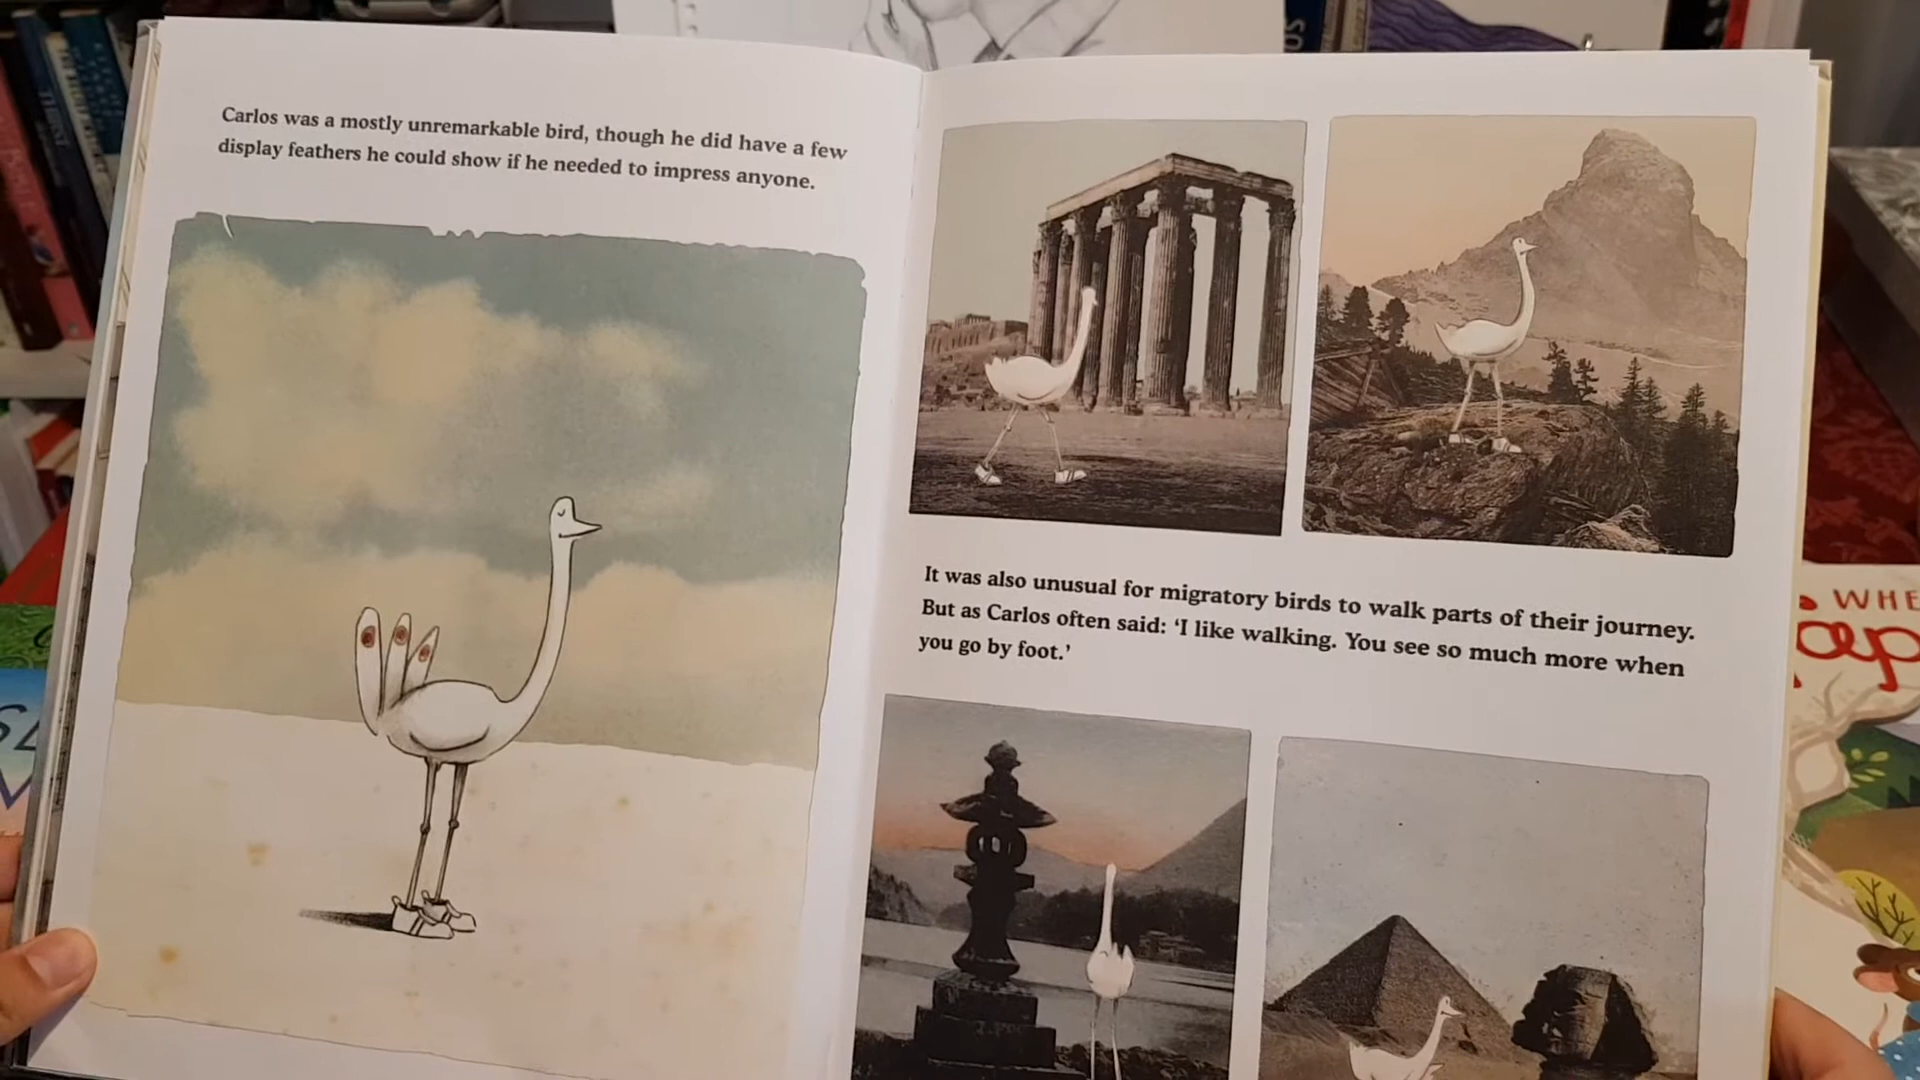 Carlos was a mostly unremarkable bird, though he did have a few
display feathers he could show if he needed to impress anyone.
It was also unusual for migratory birds to walk parts of their journey.
But as Carlos often said: ‘I like walking. You see so much more when
you go by foot.’
WHE